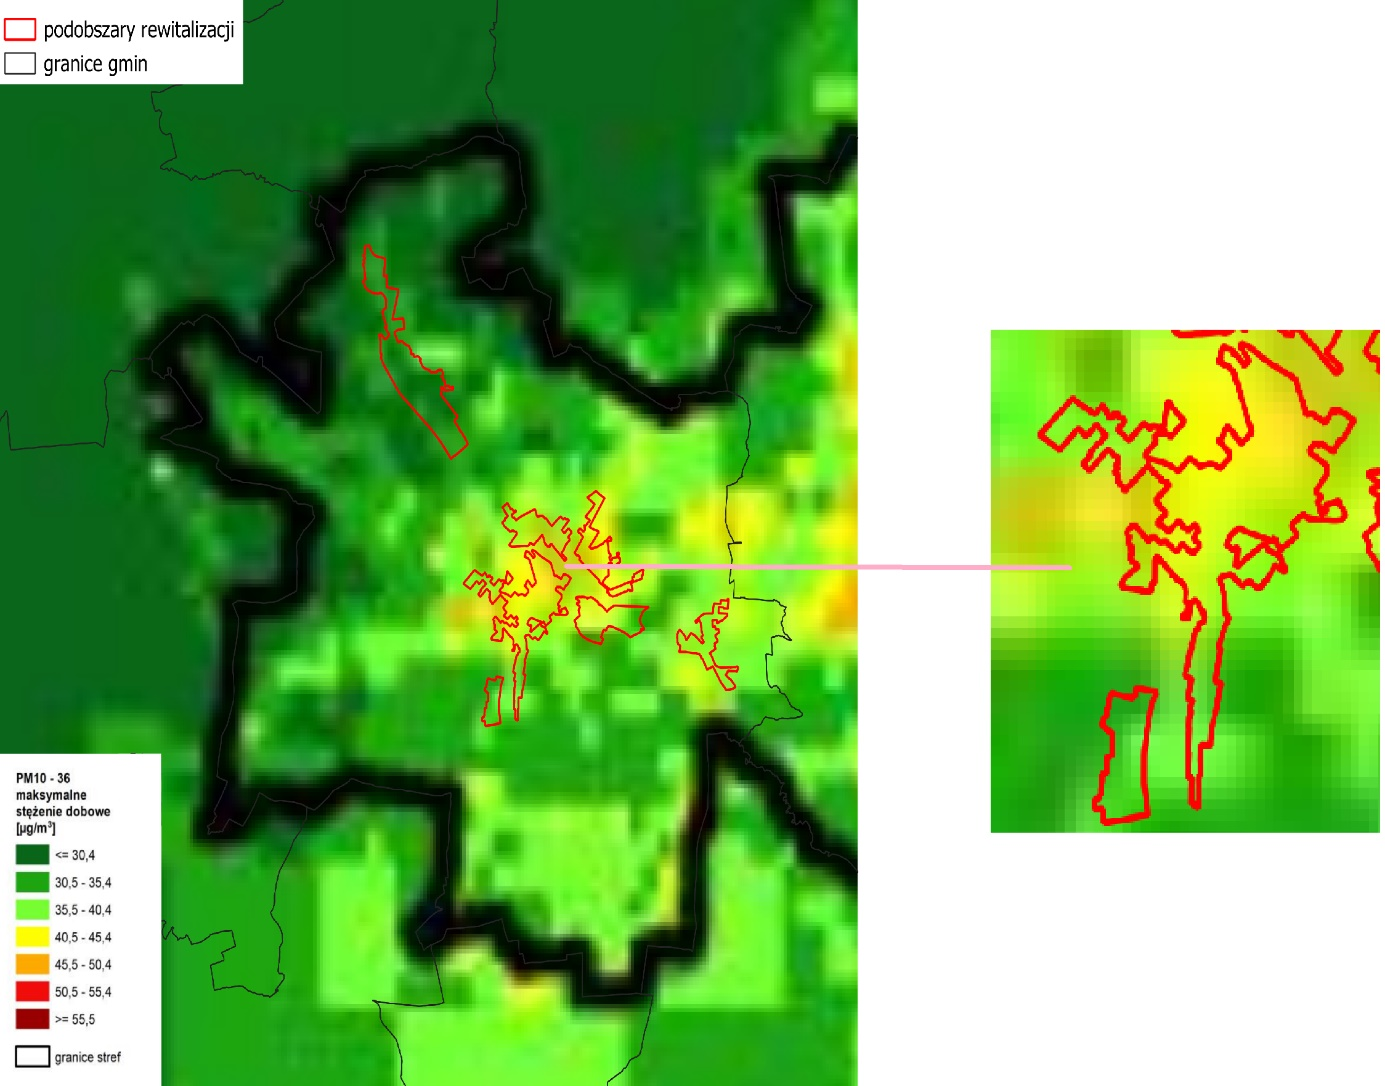 podobszary rewitalizacji
granice gmin
PM10 - 36
maksymalne
stężenie dobowe
[µg/m³]
<= 30,4
30,5 - 35,4
35,5 - 40,4
40,5 - 45,4
45,5 - 50,4
50,5 - 55,4
>= 55,5
granice stref